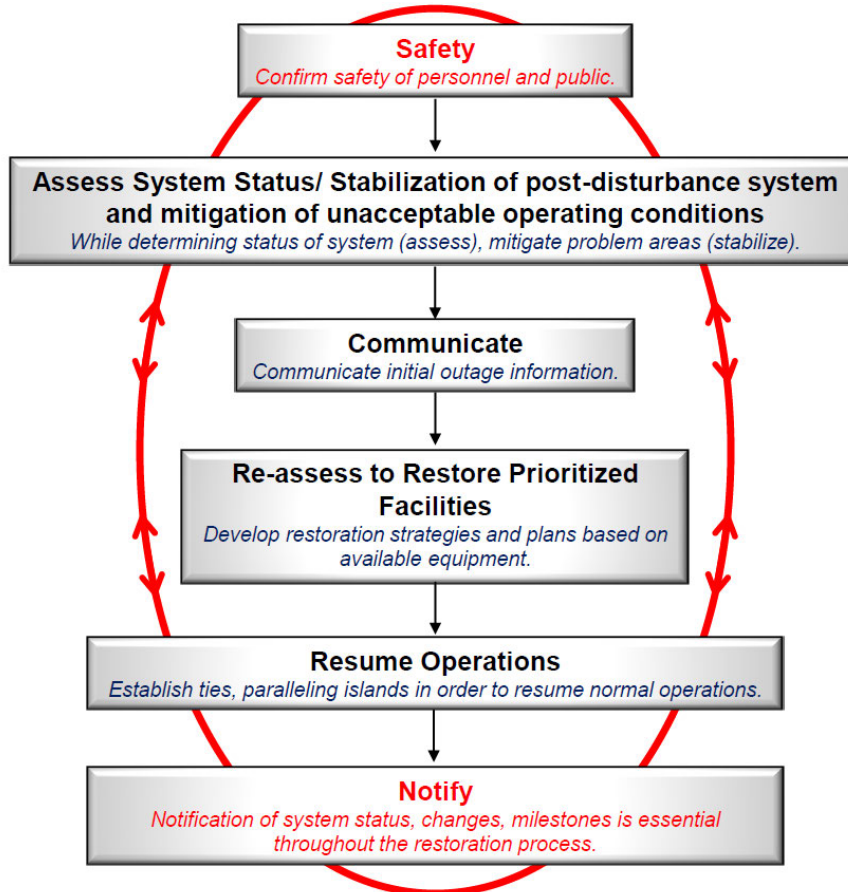 Safety
Confirm safety of personnel and public.
Assess System Status/ Stabilization of post-disturbance system
and mitigation of unacceptable operating conditions
While determining status of system (assess), mitigate problem areas (stabilize).
Communicate
Communicate initial outage information.
Re-assess to Restore Prioritized
Facilities
Develop restoration strategies and plans based on
available equipment.
Resume Operations
Establish ties, paralleling islands in order to resume normal operations.
Notify
Notification of system status, changes, milestones is essential
throughout the restoration process.